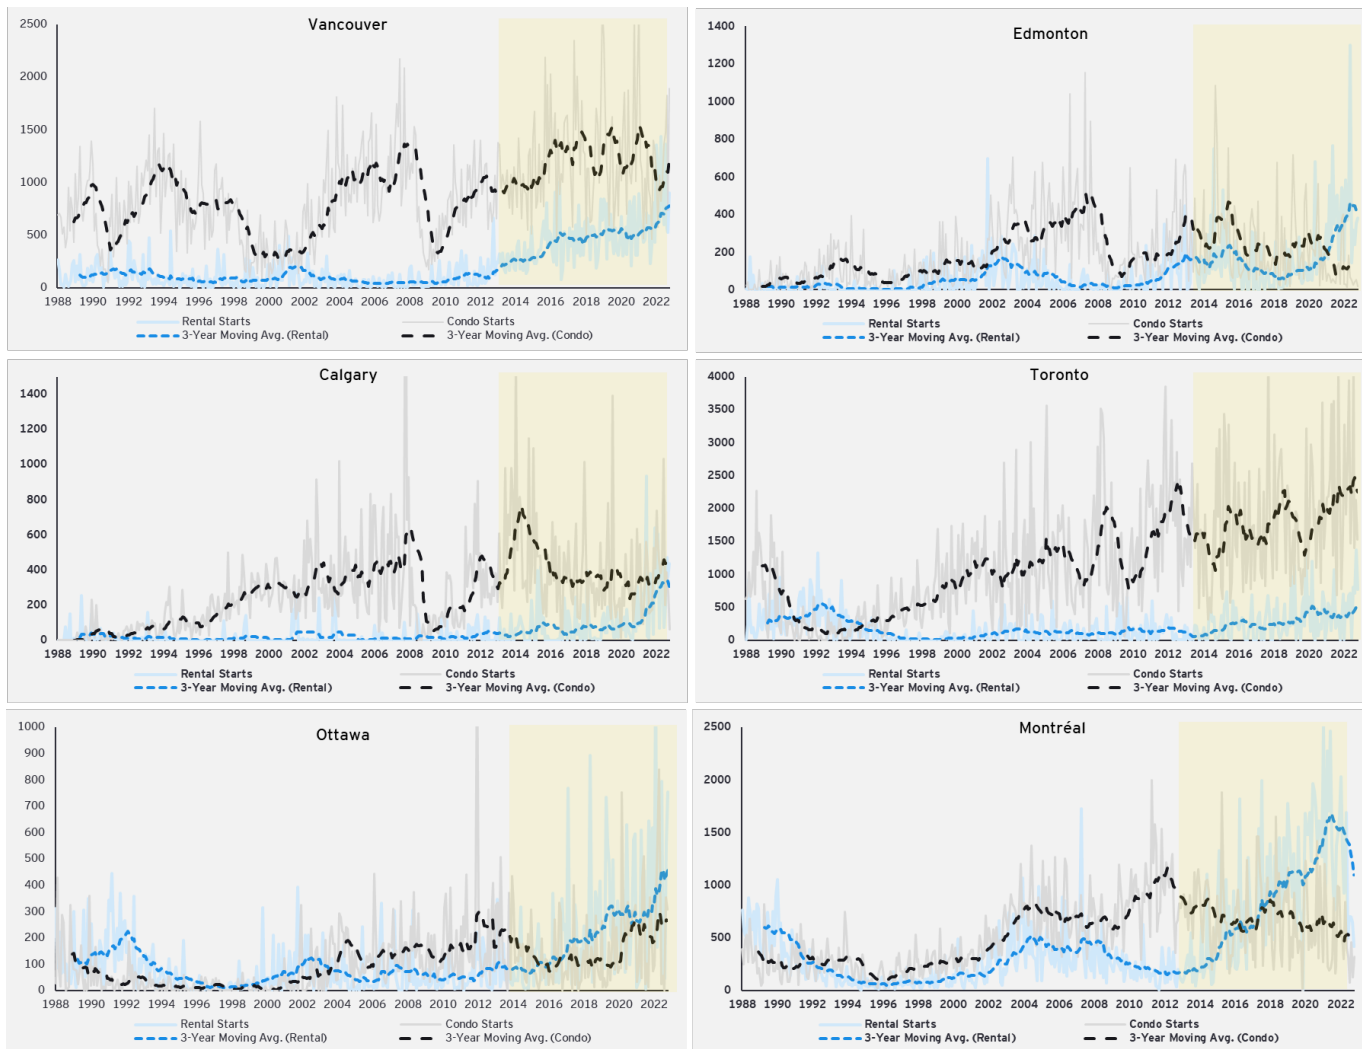 Vancouver
2500
2000
1500
1000
500
0
1988 1990 1992 1994 1996 1998 2000 2002 2004 2006 2008 2010 2012 2014 2016 2018 2020 2022
Rental Starts Condo Starts
3-Year Moving Avg. (Rental) 3-Year Moving Avg. (Condo)
Edmonton
1400
1200
1000
800
600
400
200
0
1988 1990 1992 1994 1996 1998 2000 2002 2004 2006 2008 2010 2012 2014 2016 2018 2020 2022
Rental Starts Condo Starts
3-Year Moving Avg. (Rental) 3-Year Moving Avg. (Condo)
Calgary
1400
1200
1000
800
600
400
200
0
1988 1990 1992 1994 1996 1998 2000 2002 2004 2006 2008 2010 2012 2014 2016 2018 2020 2022
Rental Starts Condo Starts
3-Year Moving Avg. (Rental) 3-Year Moving Avg. (Condo)
Toronto
4000
3500
3000
2500
2000
1500
1000
500
0
1988 1990 1992 1994 1996 1998 2000 2002 2004 2006 2008 2010 2012 2014 2016 2018 2020 2022
Rental Starts Condo Starts
3-Year Moving Avg. (Rental) 3-Year Moving Avg. (Condo)
Ottawa
1000
900
800
700
600
500
400
300
200
100
0
1988 1990 1992 1994 1996 1998 2000 2002 2004 2006 2008 2010 2012 2014 2016 2018 2020 2022
Rental Starts Condo Starts
3-Year Moving Avg. (Rental) 3-Year Moving Avg. (Condo)
Montréal
2500
2000
1500
1000
500
0
1988 1990 1992 1994 1996 1998 2000 2002 2004 2006 2008 2010 2012 2014 2016 2018 2020 2022
Rental Starts Condo Starts
3-Year Moving Avg. (Rental) 3-Year Moving Avg. (Condo)